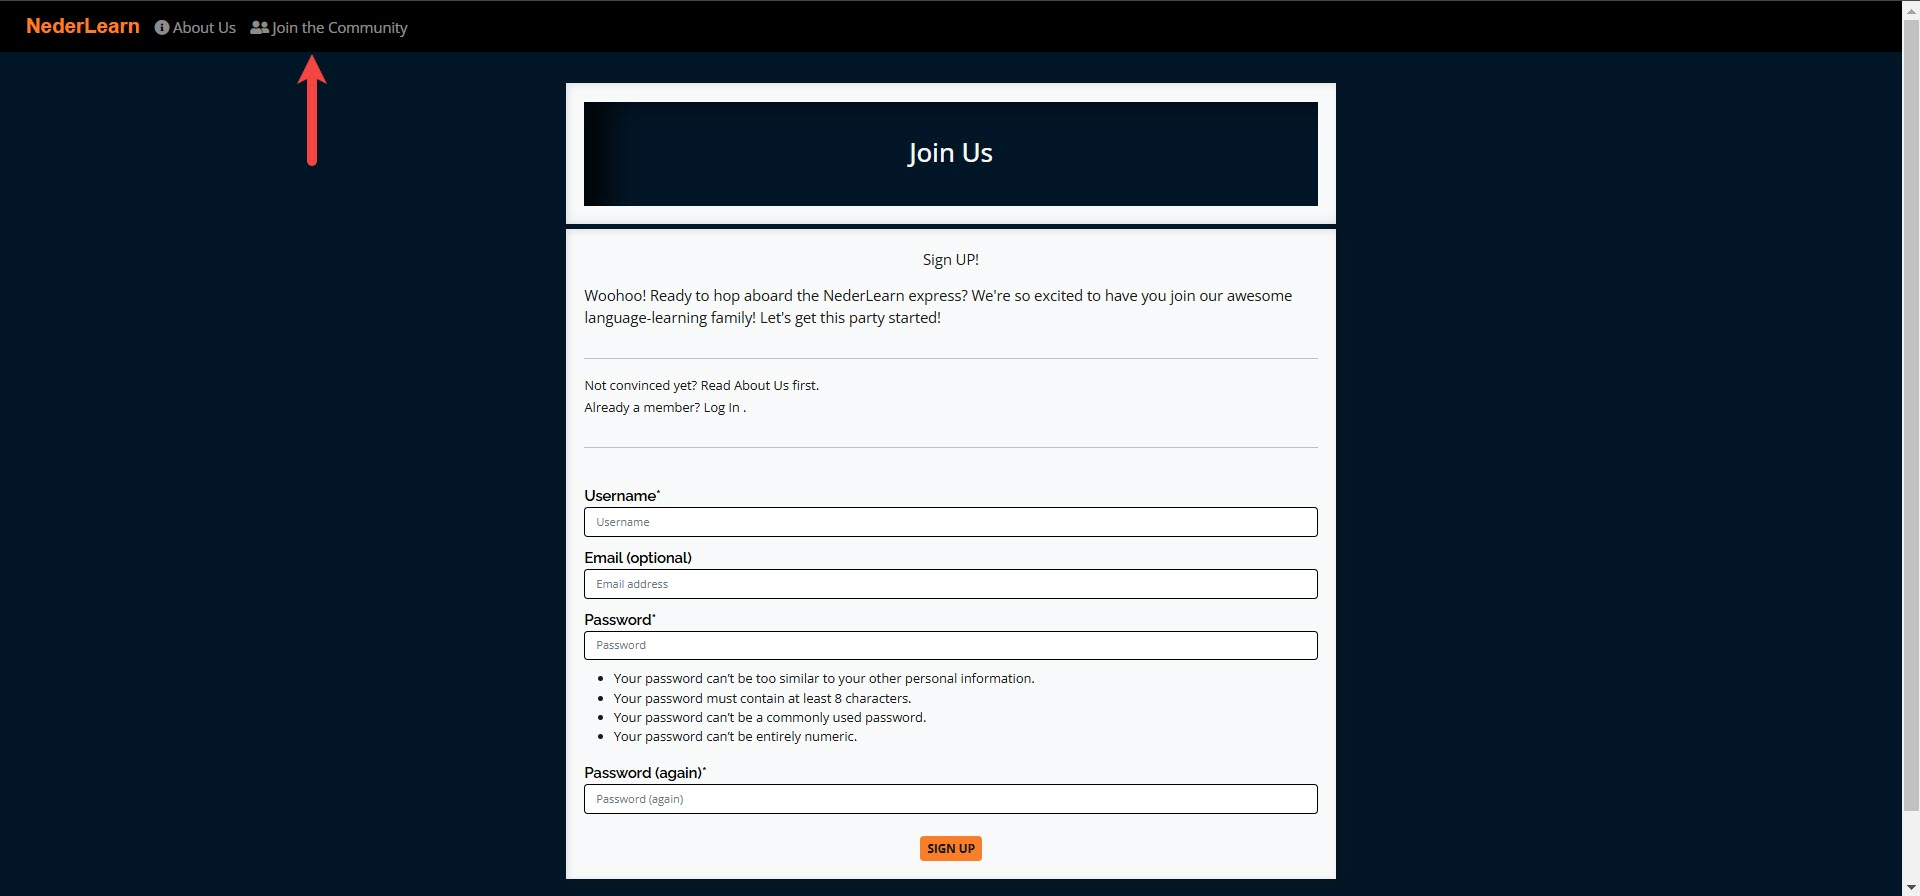 NederLearn About Us Join the Community
Join Us
Sign UP!
Woohoo! Ready to hop aboard the NederLearn express? We're so excited to have you join our awesome
language-learning family! Let's get this party started!
Not convinced yet? Read About Us first.
Already a member? Log In .
Username*
Username
Email (optional)
Email address
Password*
Password
• Your password can't be too similar to your other personal information.
• Your password must contain at least 8 characters.
• Your password can't be a commonly used password.
• Your password can't be entirely numeric.
Password (again)*
Password (again)
SIGN UP